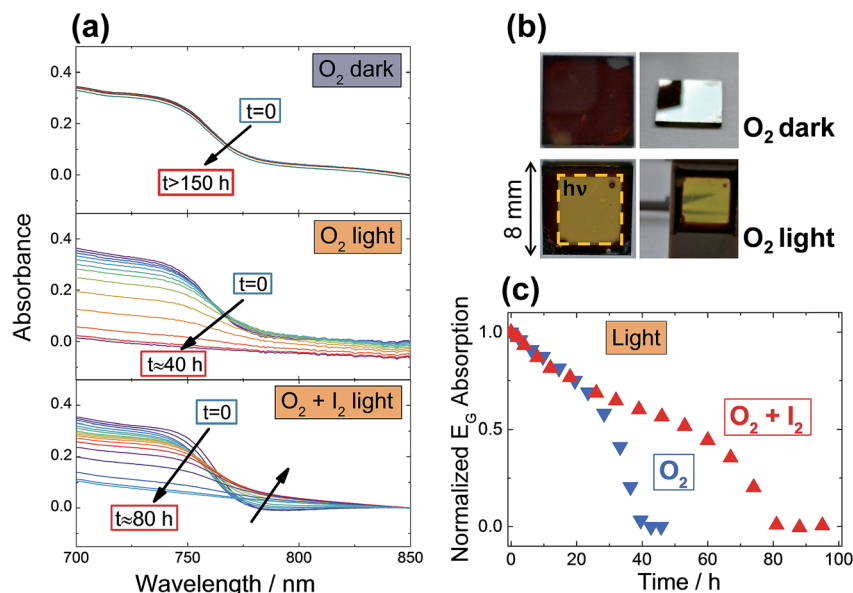 (a)
O2 dark
t=0
t>150 h
O2 light
t=0
t≈40 h
O2 + I2 light
t=0
t≈80 h
0.4
0.2
0.0
0.4
0.2
0.0
0.4
0.2
0.0
Absorbance
700 750 800 850
Wavelength / nm
(b)
O2 dark
hν
8 mm
O2 light
(c)
Light
O2 + I2
O2
1.0
0.5
0.0
Normalized EG Absorption
0 20 40 60 80 100
Time / h